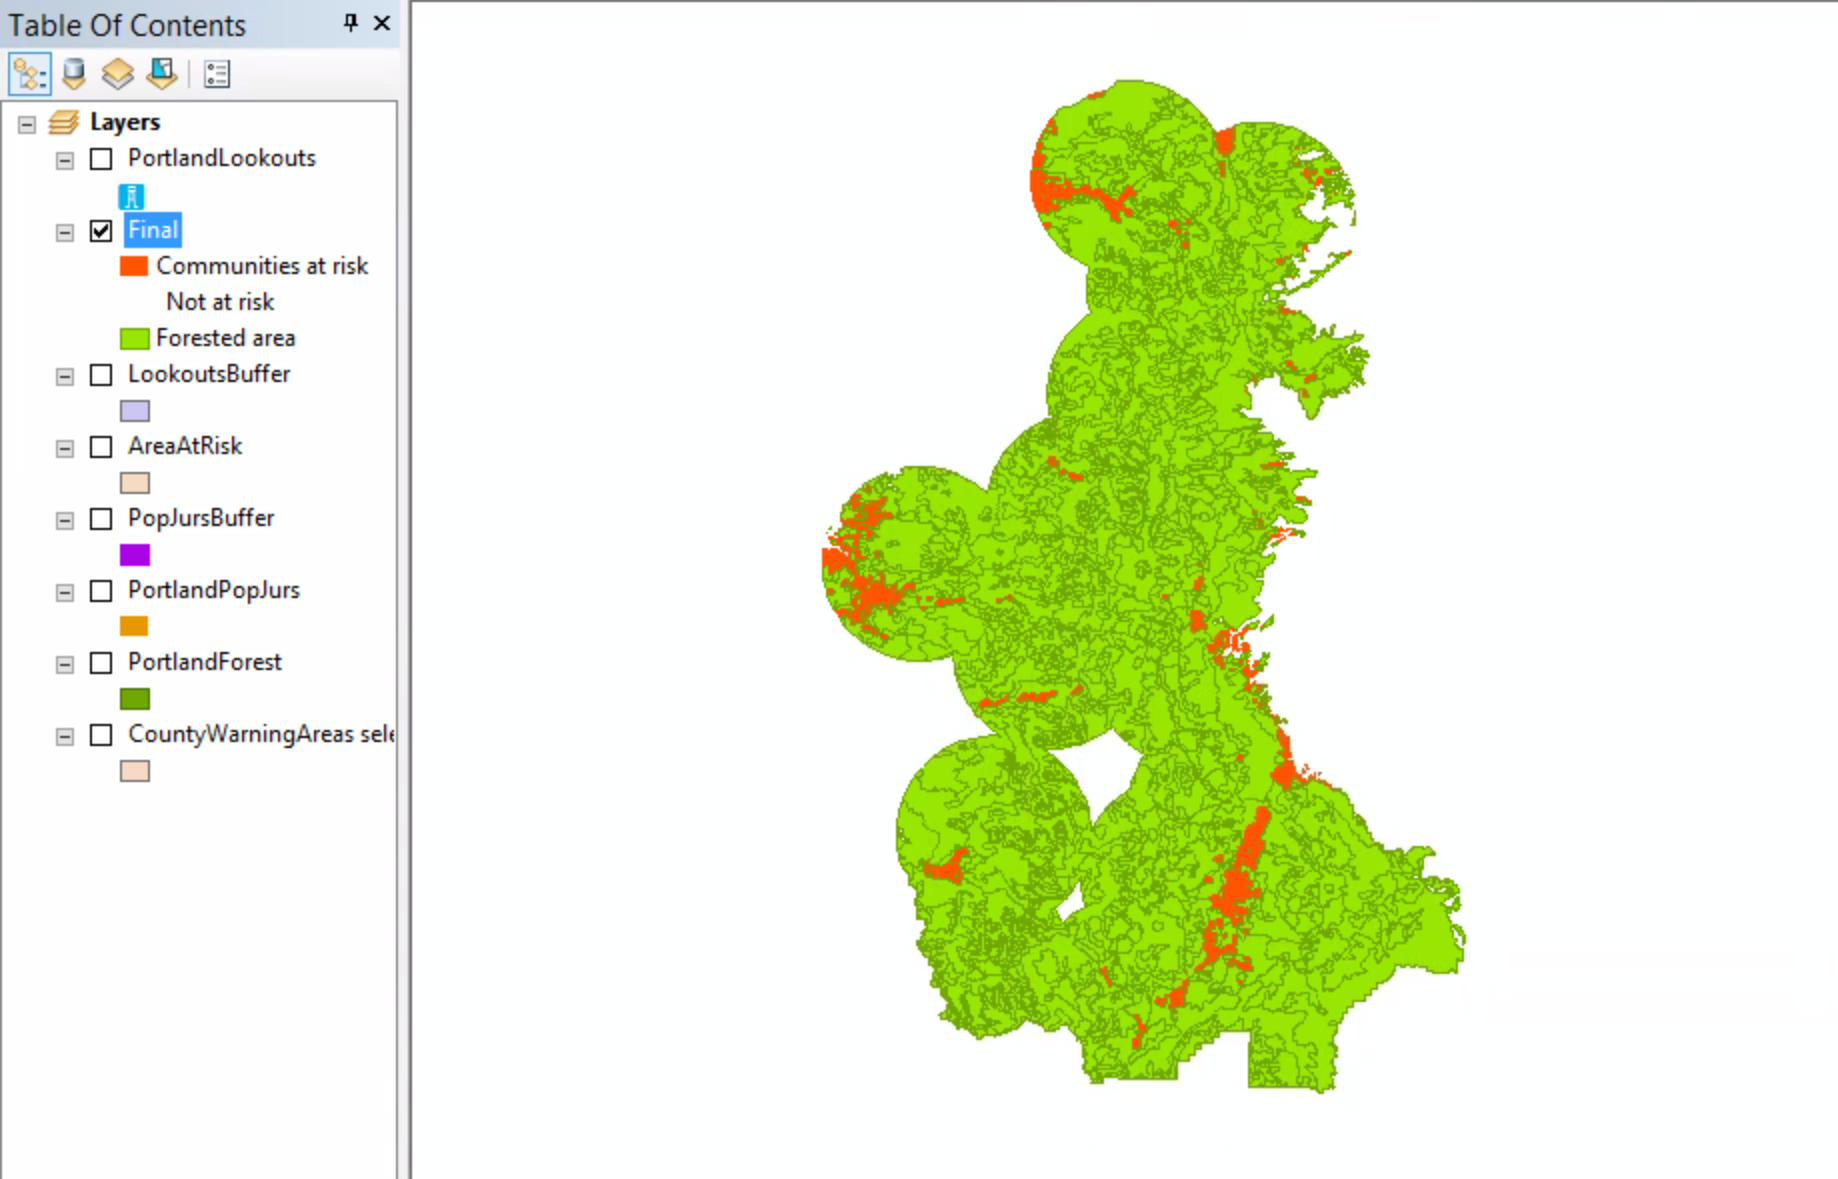 Table Of Contents
Layers
PortlandLookouts
Final
Communities at risk
Not at risk
Forested area
LookoutsBuffer
AreaAtRisk
PopJursBuffer
PortlandPopJurs
PortlandForest
CountyWarningAreas sele